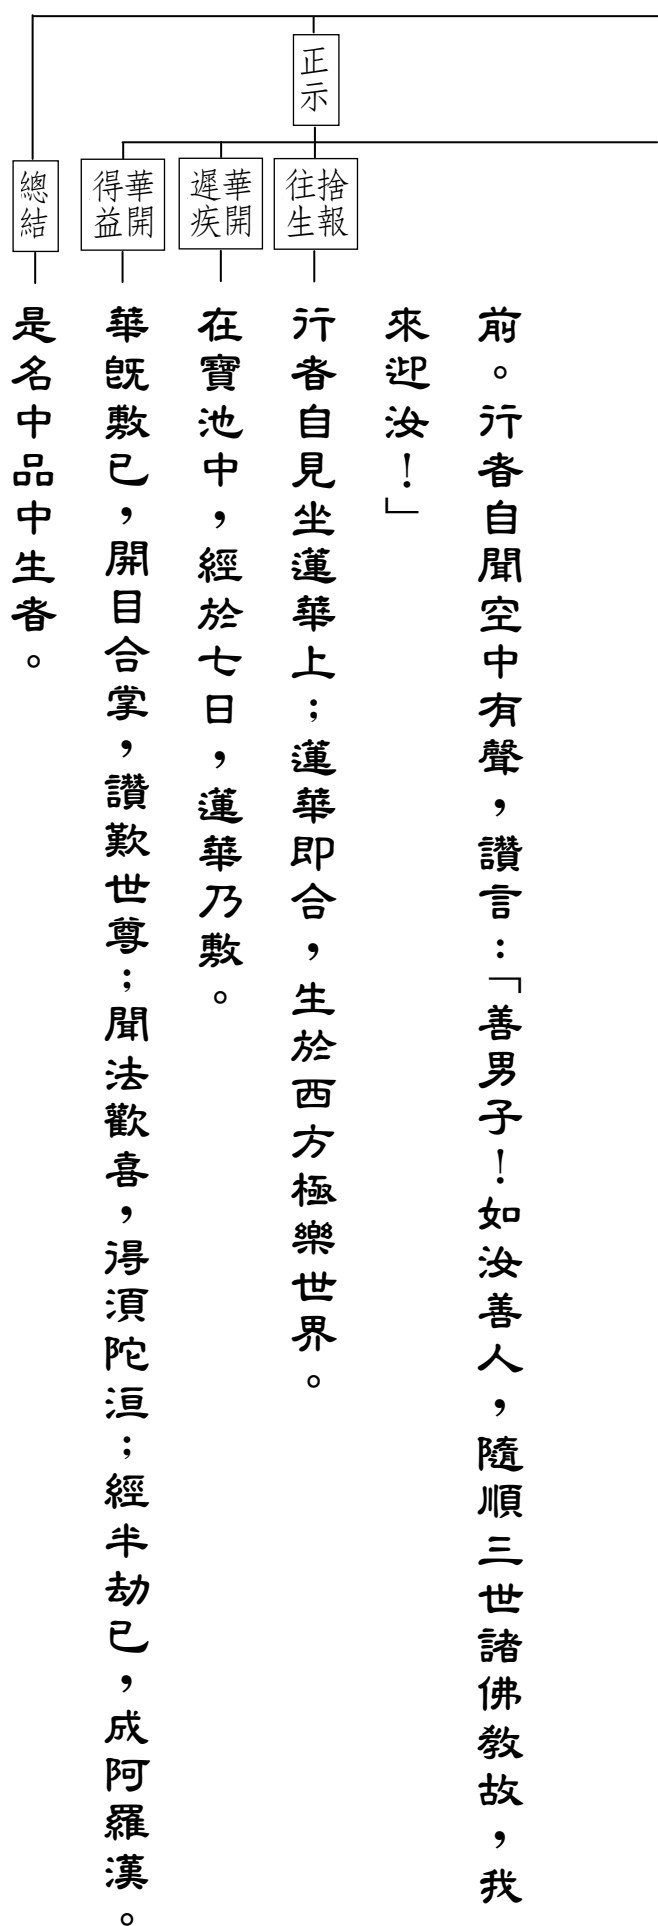 正示
捨報往生
華開遲疾
華開得益
總結
前。行者自聞空中有聲，讚言：「善男子！如汝善人，隨順三世諸佛教故，我
來迎汝！」
行者自見坐蓮華上；蓮華即合，生於西方極樂世界。
在寶池中，經於七日，蓮華乃敷。
華既敷已，開目合掌，讚歎世尊；聞法歡喜，得須陀洹；經半劫已，成阿羅漢。
是名中品中生者。